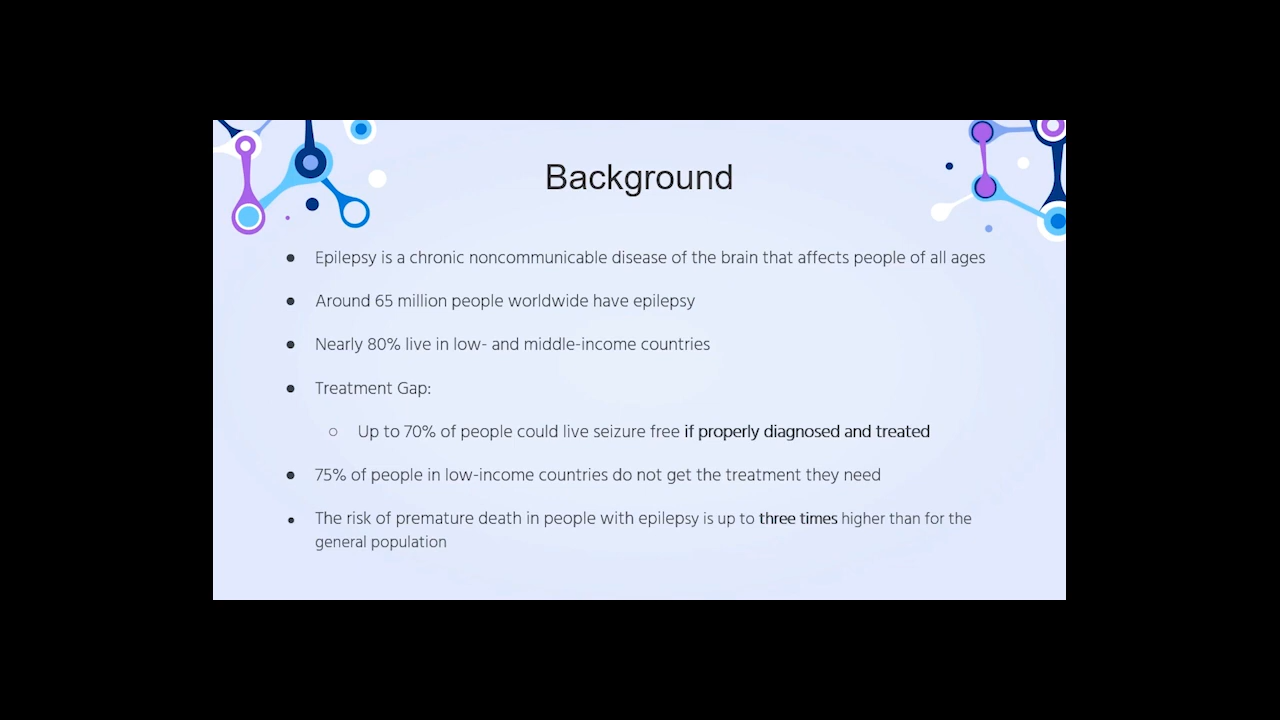 Background
● Epilepsy is a chronic noncommunicable disease of the brain that affects people of all ages
● Around 65 million people worldwide have epilepsy
● Nearly 80% live in low- and middle-income countries
● Treatment Gap:
○ Up to 70% of people could live seizure free if properly diagnosed and treated
● 75% of people in low-income countries do not get the treatment they need
● The risk of premature death in people with epilepsy is up to three times higher than for the
general population